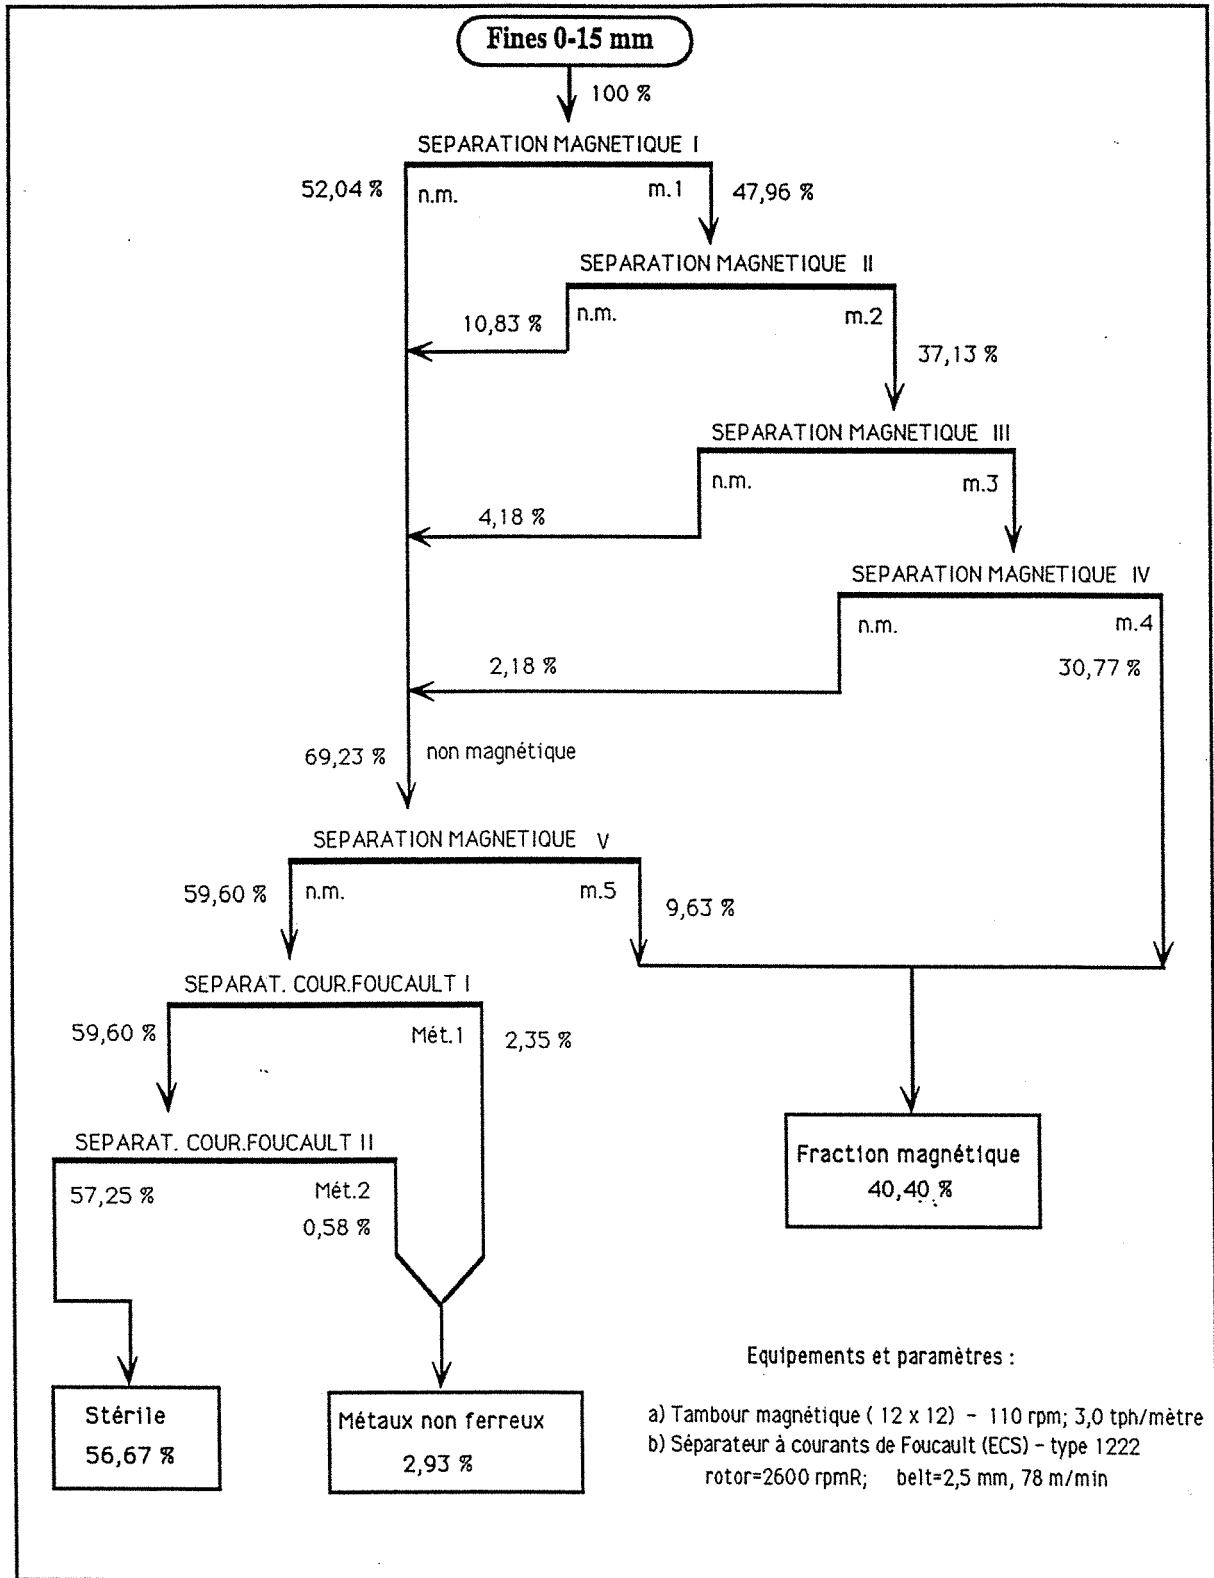 Fines 0-15 mm
100 %
SEPARATION MAGNETIQUE I
52,04 %
n.m.
m.1
47,96 %
SEPARATION MAGNETIQUE II
10,83 %
n.m.
m.2
37,13 %
SEPARATION MAGNETIQUE III
n.m.
m.3
4,18 %
SEPARATION MAGNETIQUE IV
n.m.
m.4
2,18 %
30,77 %
69,23 %
non magnétique
SEPARATION MAGNETIQUE V
59,60 %
n.m.
m.5
9,63 %
SEPARAT. COUR.FOUCAULT I
59,60 %
Mét.1
2,35 %
SEPARAT. COUR.FOUCAULT II
57,25 %
Mét.2
0,58 %
Fraction magnétique
40,40 %
Stérile
56,67 %
Métaux non ferreux
2,93 %
Equipements et paramètres :
a) Tambour magnétique ( 12 x 12) - 110 rpm; 3,0 tph/mètre
b) Séparateur à courants de Foucault (ECS) - type 1222
rotor=2600 rpmR; belt=2,5 mm, 78 m/min